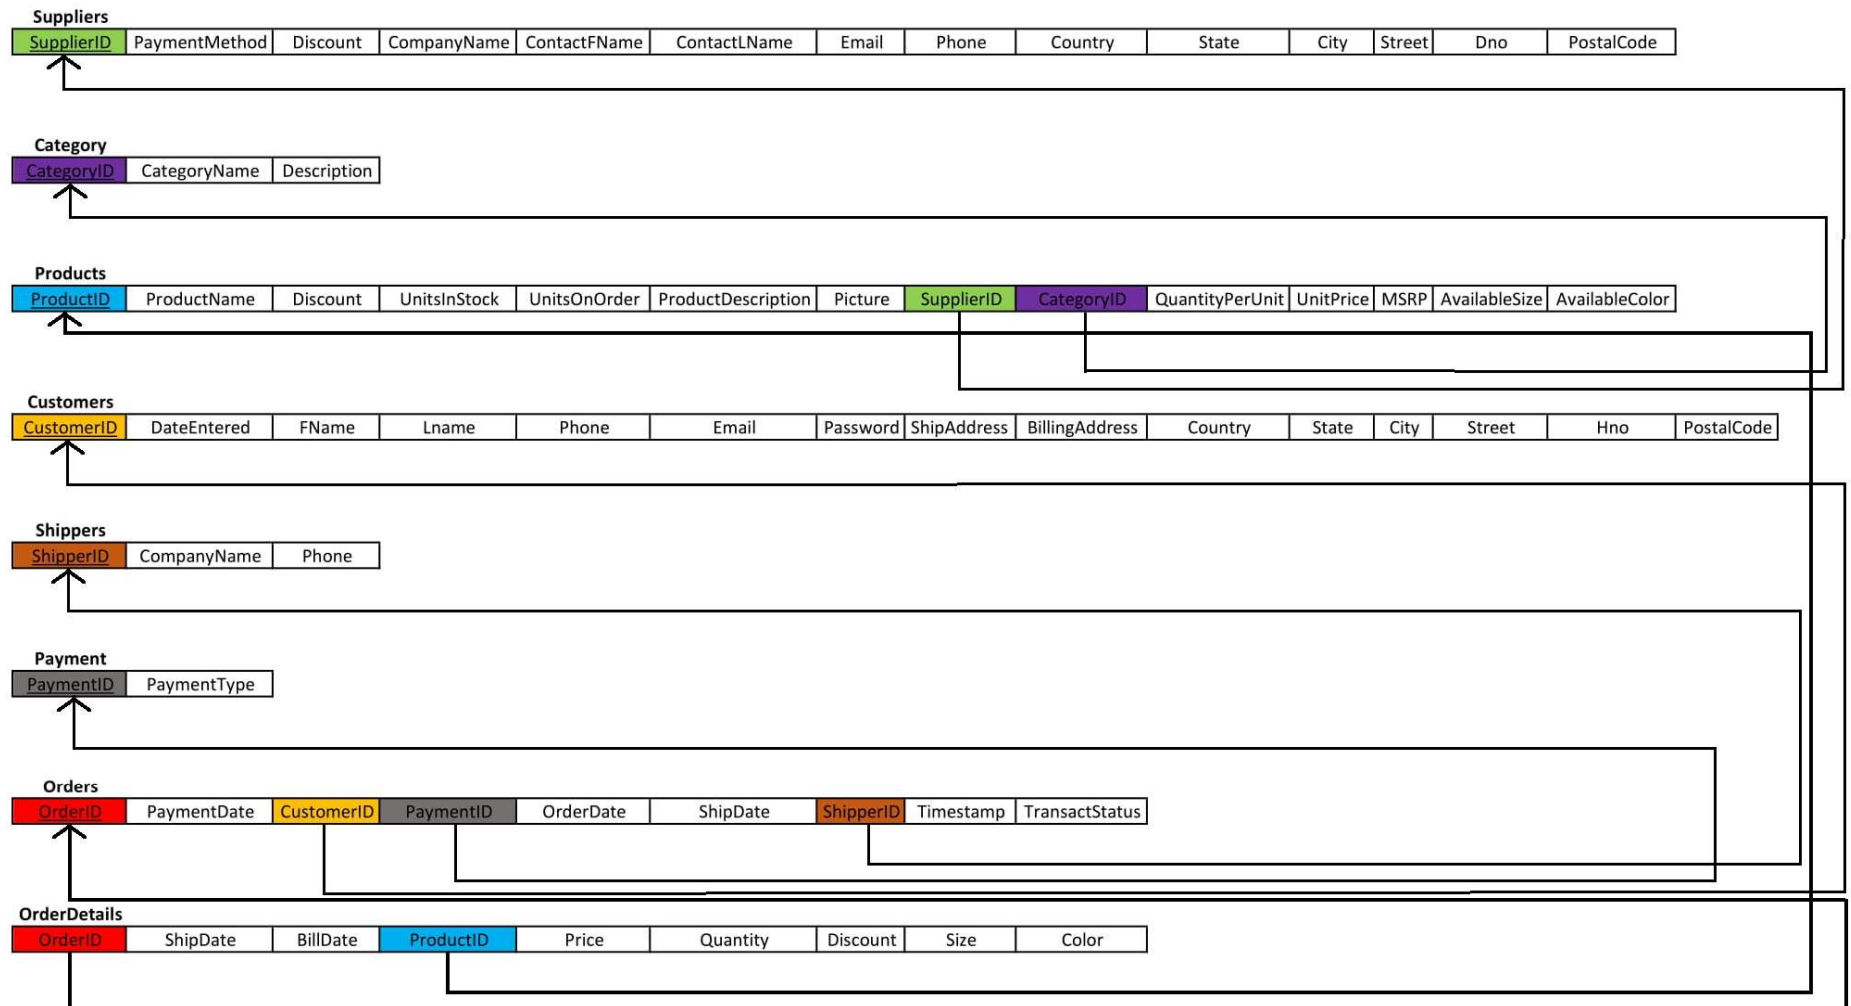 Suppliers
SupplierID PaymentMethod Discount CompanyName ContactFName ContactLName Email Phone Country State City Street Dno PostalCode
Category
CategoryID CategoryName Description
Products
ProductID ProductName Discount UnitsInStock UnitsOnOrder ProductDescription Picture SupplierID CategoryID QuantityPerUnit UnitPrice MSRP AvailableSize AvailableColor
Customers
CustomerID DateEntered FName Lname Phone Email Password ShipAddress BillingAddress Country State City Street Hno PostalCode
Shippers
ShipperID CompanyName Phone
Payment
PaymentID PaymentType
Orders
OrderID PaymentDate CustomerID PaymentID OrderDate ShipDate ShipperID Timestamp TransactStatus
OrderDetails
OrderID ShipDate BillDate ProductID Price Quantity Discount Size Color